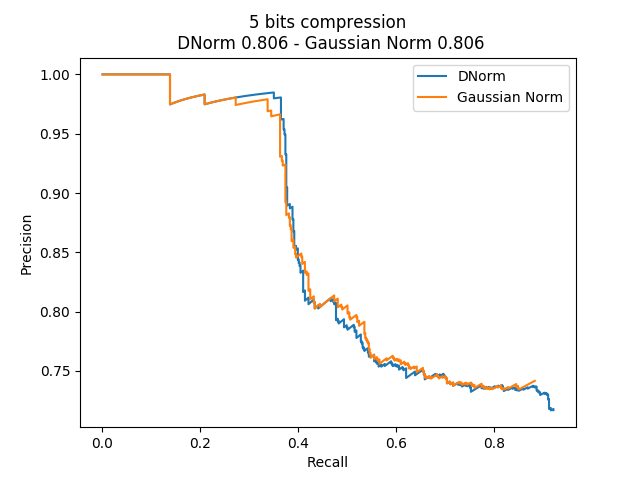 5 bits compression
DNorm 0.806 - Gaussian Norm 0.806
DNorm
Gaussian Norm
1.00
0.95
0.90
0.85
0.80
0.75
Precision
0.0 0.2 0.4 0.6 0.8
Recall